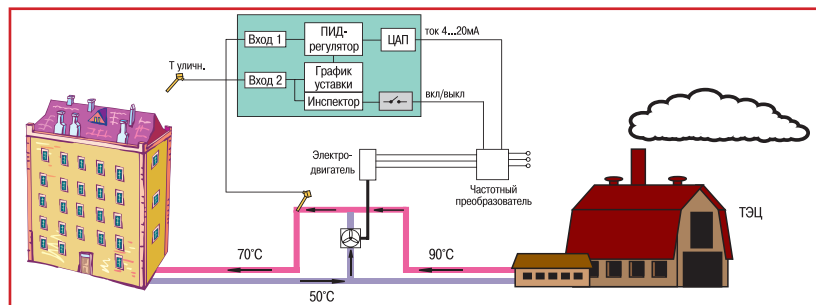 Вход 1
ПИД-
регулятор
ЦАП
ток 4...20мА
Т уличн.
Вход 2
График
уставки
Инспектор
вкл/выкл
Электро-
двигатель
Частотный
преобразователь
ТЭЦ
70°С
90°С
50°С